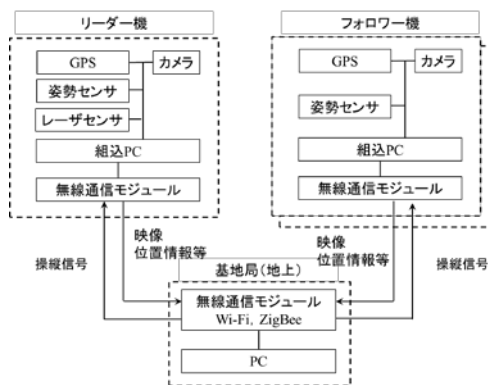 リーダー機
GPS
カメラ
姿勢センサ
レーザセンサ
組込PC
無線通信モジュール
フォロワー機
GPS
カメラ
姿勢センサ
組込PC
無線通信モジュール
操縦信号
映像
位置情報等
映像
位置情報等
操縦信号
基地局(地上)
無線通信モジュール
Wi-Fi, ZigBee
PC